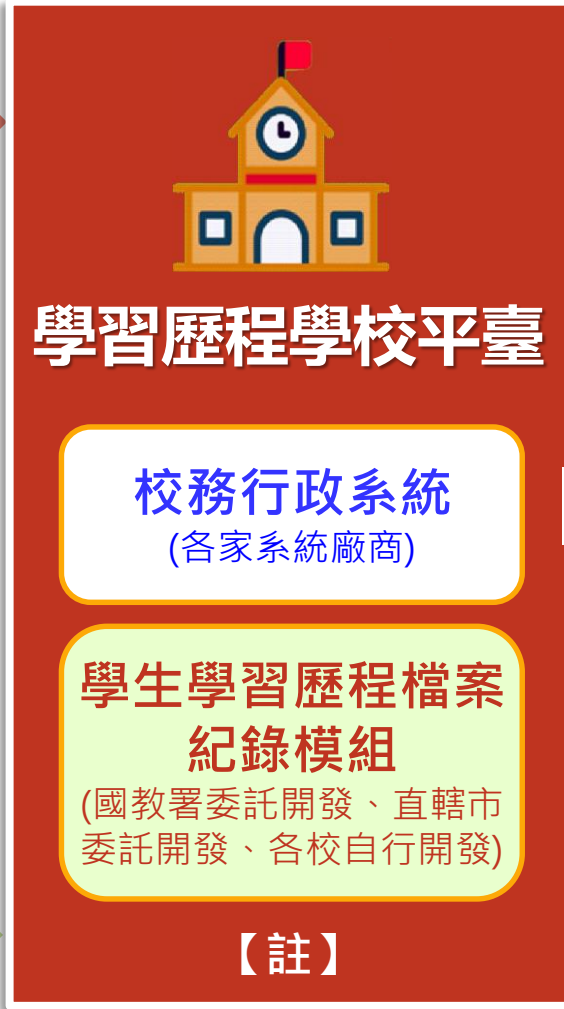 學習歷程學校平臺
校務行政系統
(各家系統廠商)
學生學習歷程檔案
紀錄模組
(國教署委託開發、直轄市
委託開發、各校自行開發)
【註】